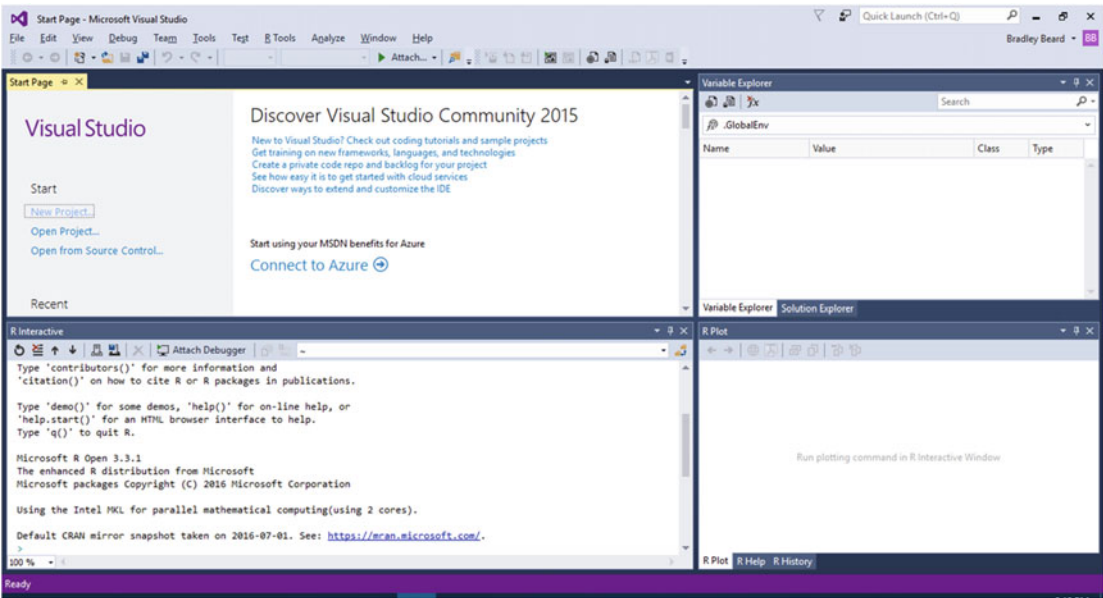 Start Page - Microsoft Visual Studio
Quick Launch (Ctrl+Q)
File Edit View Debug Team Tools Test R Tools Analyze Window Help
Bradley Beard BB
Attach...
Start Page
Visual Studio
Start
New Project...
Open Project...
Open from Source Control...
Recent
Discover Visual Studio Community 2015
New to Visual Studio? Check out coding tutorials and sample projects
Get training on new frameworks, languages, and technologies
Create a private code repo and backlog for your project
See how easy it is to get started with cloud services
Discover ways to extend and customize the IDE
Start using your MSDN benefits for Azure
Connect to Azure
Variable Explorer
Search
.GlobalEnv
Name Value Class Type
Variable Explorer Solution Explorer
R Interactive
Attach Debugger ~
Type 'contributors()' for more information and
'citation()' on how to cite R or R packages in publications.
Type 'demo()' for some demos, 'help()' for on-line help, or
'help.start()' for an HTML browser interface to help.
Type 'q()' to quit R.
Microsoft R Open 3.3.1
The enhanced R distribution from Microsoft
Microsoft packages Copyright (C) 2016 Microsoft Corporation
Using the Intel MKL for parallel mathematical computing(using 2 cores).
Default CRAN mirror snapshot taken on 2016-07-01. See: https://mran.microsoft.com/.
>
100 %
R Plot
Run plotting command in R Interactive Window
R Plot R Help R History
Ready